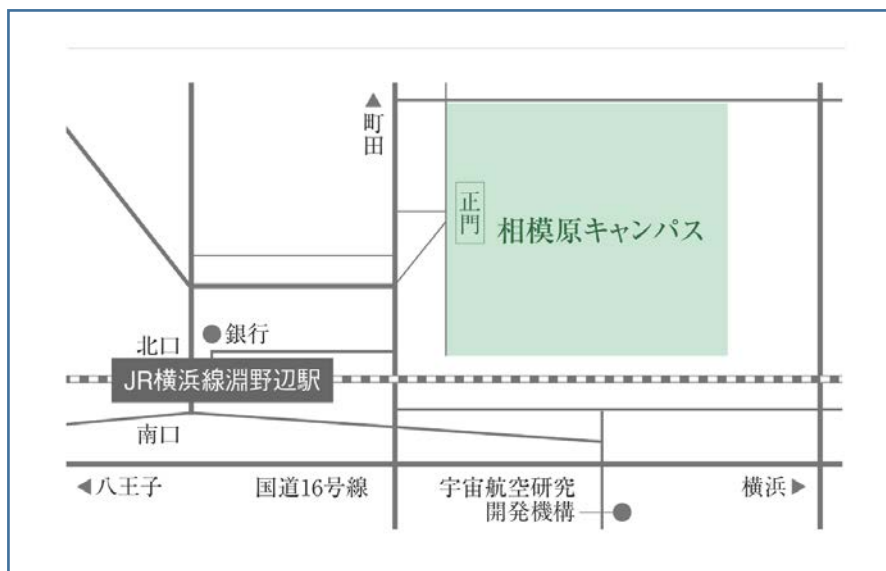 ▲町田
正門
相模原キャンパス
北口
銀行
JR横浜線淵野辺駅
南口
◀八王子
国道16号線
宇宙航空研究
開発機構
横浜▶